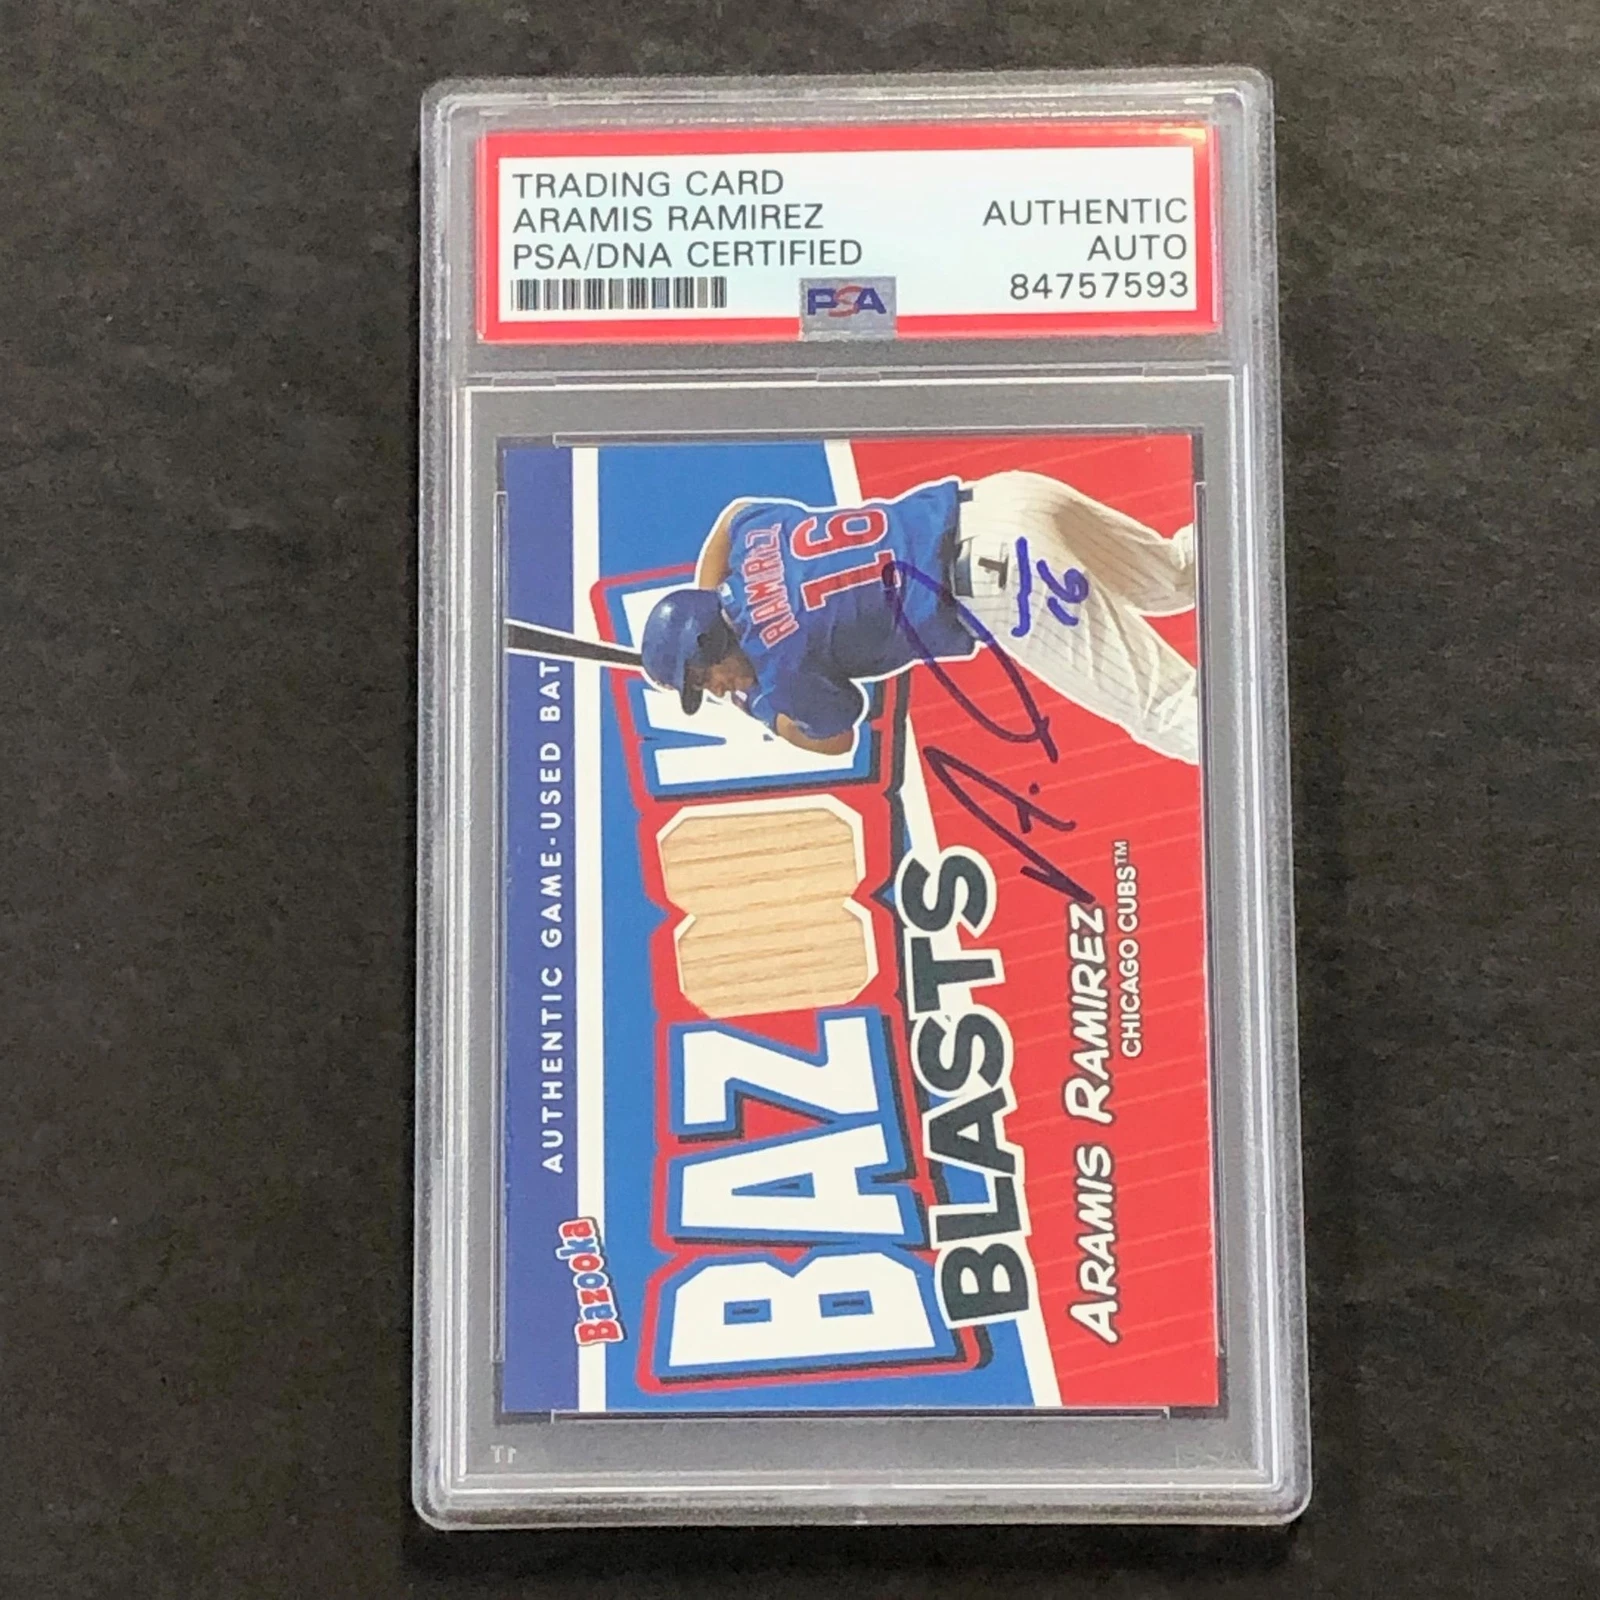 TRADING CARD
ARAMIS RAMIREZ
PSA/DNA CERTIFIED
AUTHENTIC
AUTO
84757593
PSA
AUTHENTIC GAME-USED BAT
Bazooka
BAZOOKA
BLASTS
RAMIREZ
16
16
ARAMIS RAMIREZ
CHICAGO CUBS™